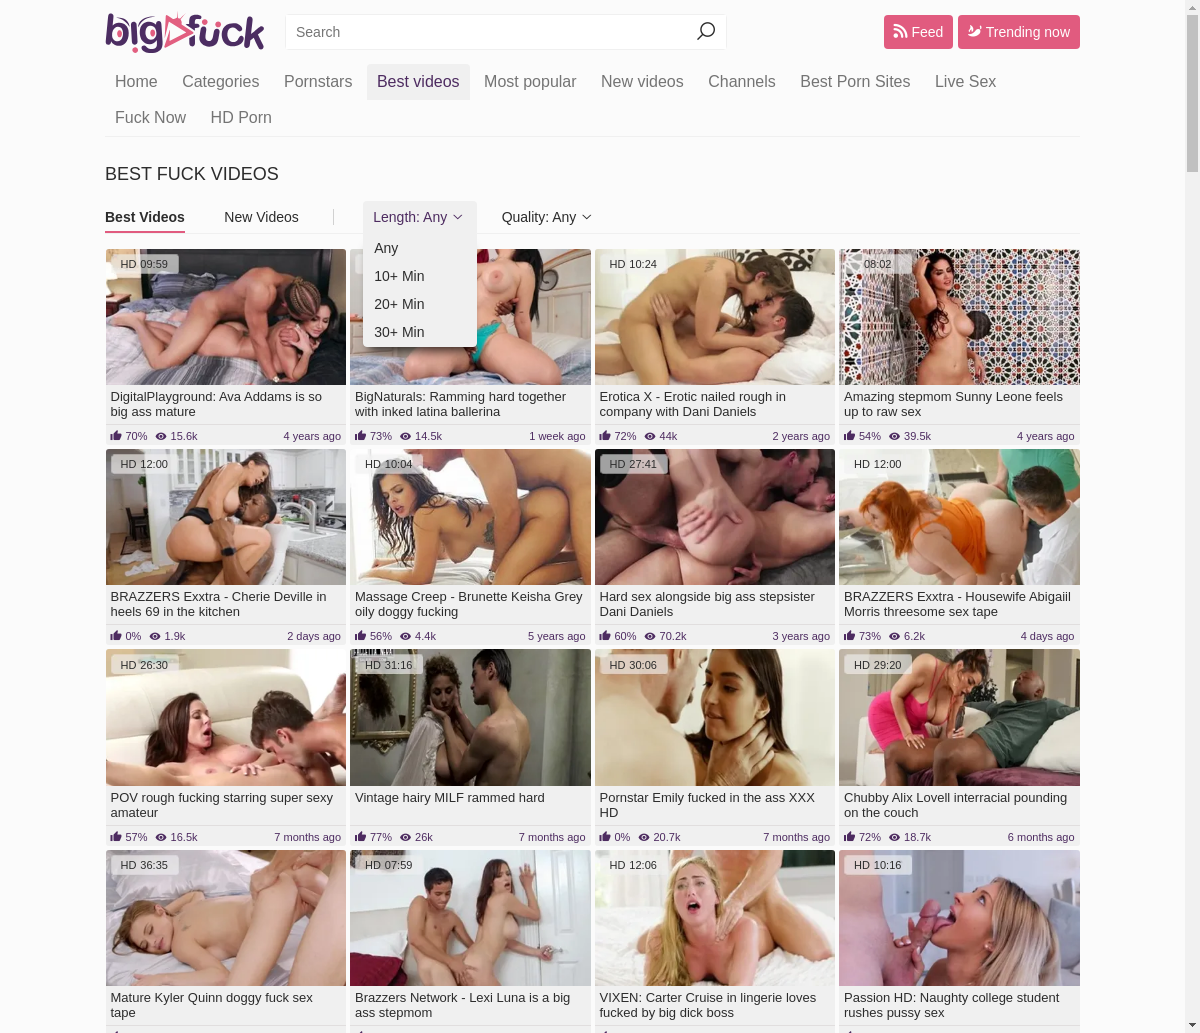 bigfuck
Search
Feed
Trending now
Home
Categories
Pornstars
Best videos
Most popular
New videos
Channels
Best Porn Sites
Live Sex
Fuck Now
HD Porn
BEST FUCK VIDEOS
Best Videos
New Videos
Length: Any
Quality: Any
Any
10+ Min
20+ Min
30+ Min
HD 09:59
HD 10:24
08:02
DigitalPlayground: Ava Addams is so
big ass mature
70% 15.6k 4 years ago
BigNaturals: Ramming hard together
with inked latina ballerina
73% 14.5k 1 week ago
Erotica X - Erotic nailed rough in
company with Dani Daniels
72% 44k 2 years ago
Amazing stepmom Sunny Leone feels
up to raw sex
54% 39.5k 4 years ago
HD 12:00
HD 10:04
HD 27:41
HD 12:00
BRAZZERS Exxtra - Cherie Deville in
heels 69 in the kitchen
0% 1.9k 2 days ago
Massage Creep - Brunette Keisha Grey
oily doggy fucking
56% 4.4k 5 years ago
Hard sex alongside big ass stepsister
Dani Daniels
60% 70.2k 3 years ago
BRAZZERS Exxtra - Housewife Abigaiil
Morris threesome sex tape
73% 6.2k 4 days ago
HD 26:30
HD 31:16
HD 30:06
HD 29:20
POV rough fucking starring super sexy
amateur
57% 16.5k 7 months ago
Vintage hairy MILF rammed hard
77% 26k 7 months ago
Pornstar Emily fucked in the ass XXX
HD
0% 20.7k 7 months ago
Chubby Alix Lovell interracial pounding
on the couch
72% 18.7k 6 months ago
HD 36:35
HD 07:59
HD 12:06
HD 10:16
Mature Kyler Quinn doggy fuck sex
tape
Brazzers Network - Lexi Luna is a big
ass stepmom
VIXEN: Carter Cruise in lingerie loves
fucked by big dick boss
Passion HD: Naughty college student
rushes pussy sex